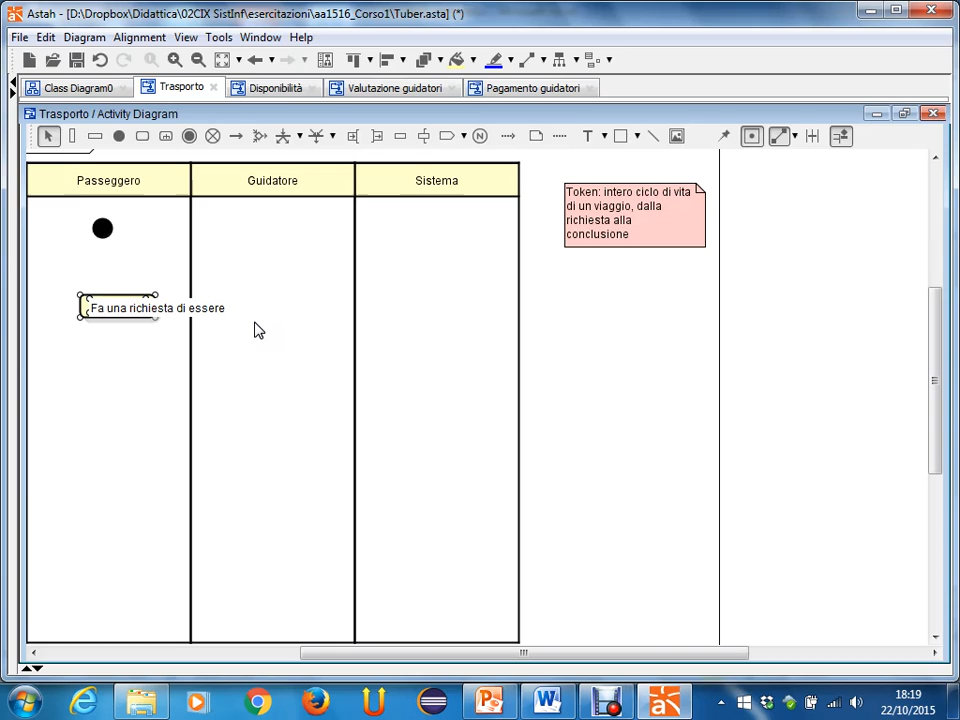 Astah - [D:\Dropbox\Didattica\02CIX SistInf\esercitazioni\aa1516_Corso1\Tuber.asta] (*)
File Edit Diagram Alignment View Tools Window Help
Class Diagram0 Trasporto Disponibilità Valutazione guidatori Pagamento guidatori
Trasporto / Activity Diagram
N T
Passeggero Guidatore Sistema
Token: intero ciclo di vita
di un viaggio, dalla
richiesta alla
conclusione
Fa una richiesta di essere
18:19
22/10/2015